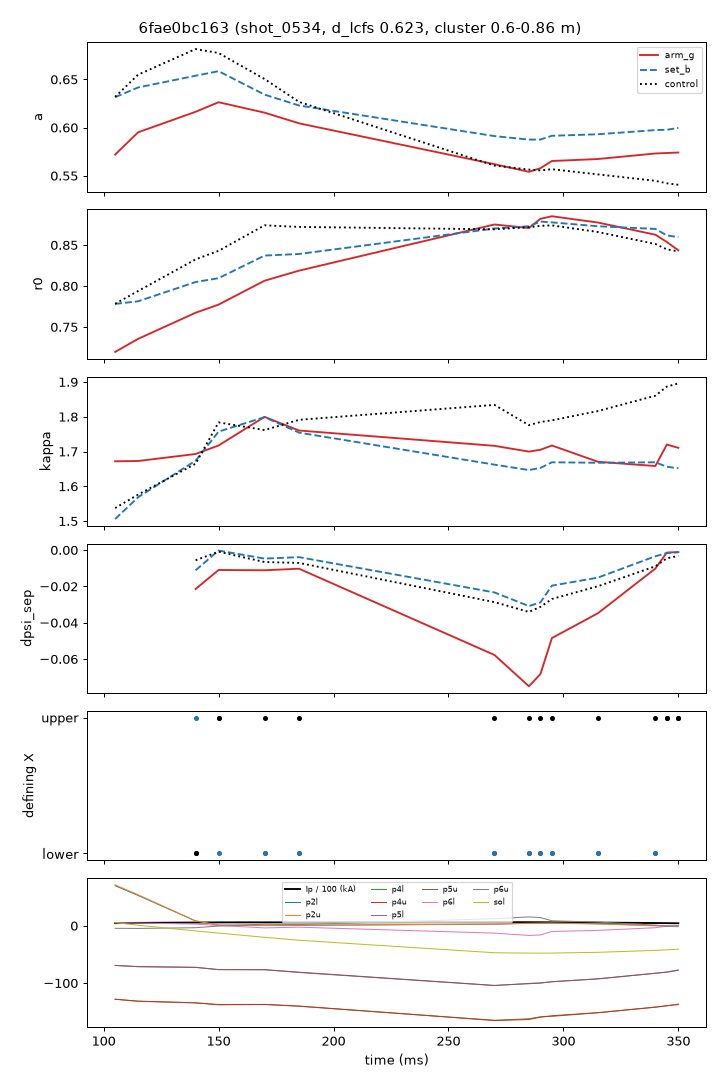 6fae0bc163 (shot_0534, d_lcfs 0.623, cluster 0.6-0.86 m)
arm_g
set_b
control
a
0.65
0.60
0.55
r0
0.85
0.80
0.75
kappa
1.9
1.8
1.7
1.6
1.5
dpsi_sep
0.00
−0.02
−0.04
−0.06
defining X
upper
lower
Ip / 100 (kA) p4l p5u p6u
p2l p4u p6l sol
p2u p5l
0
−100
100 150 200 250 300 350
time (ms)